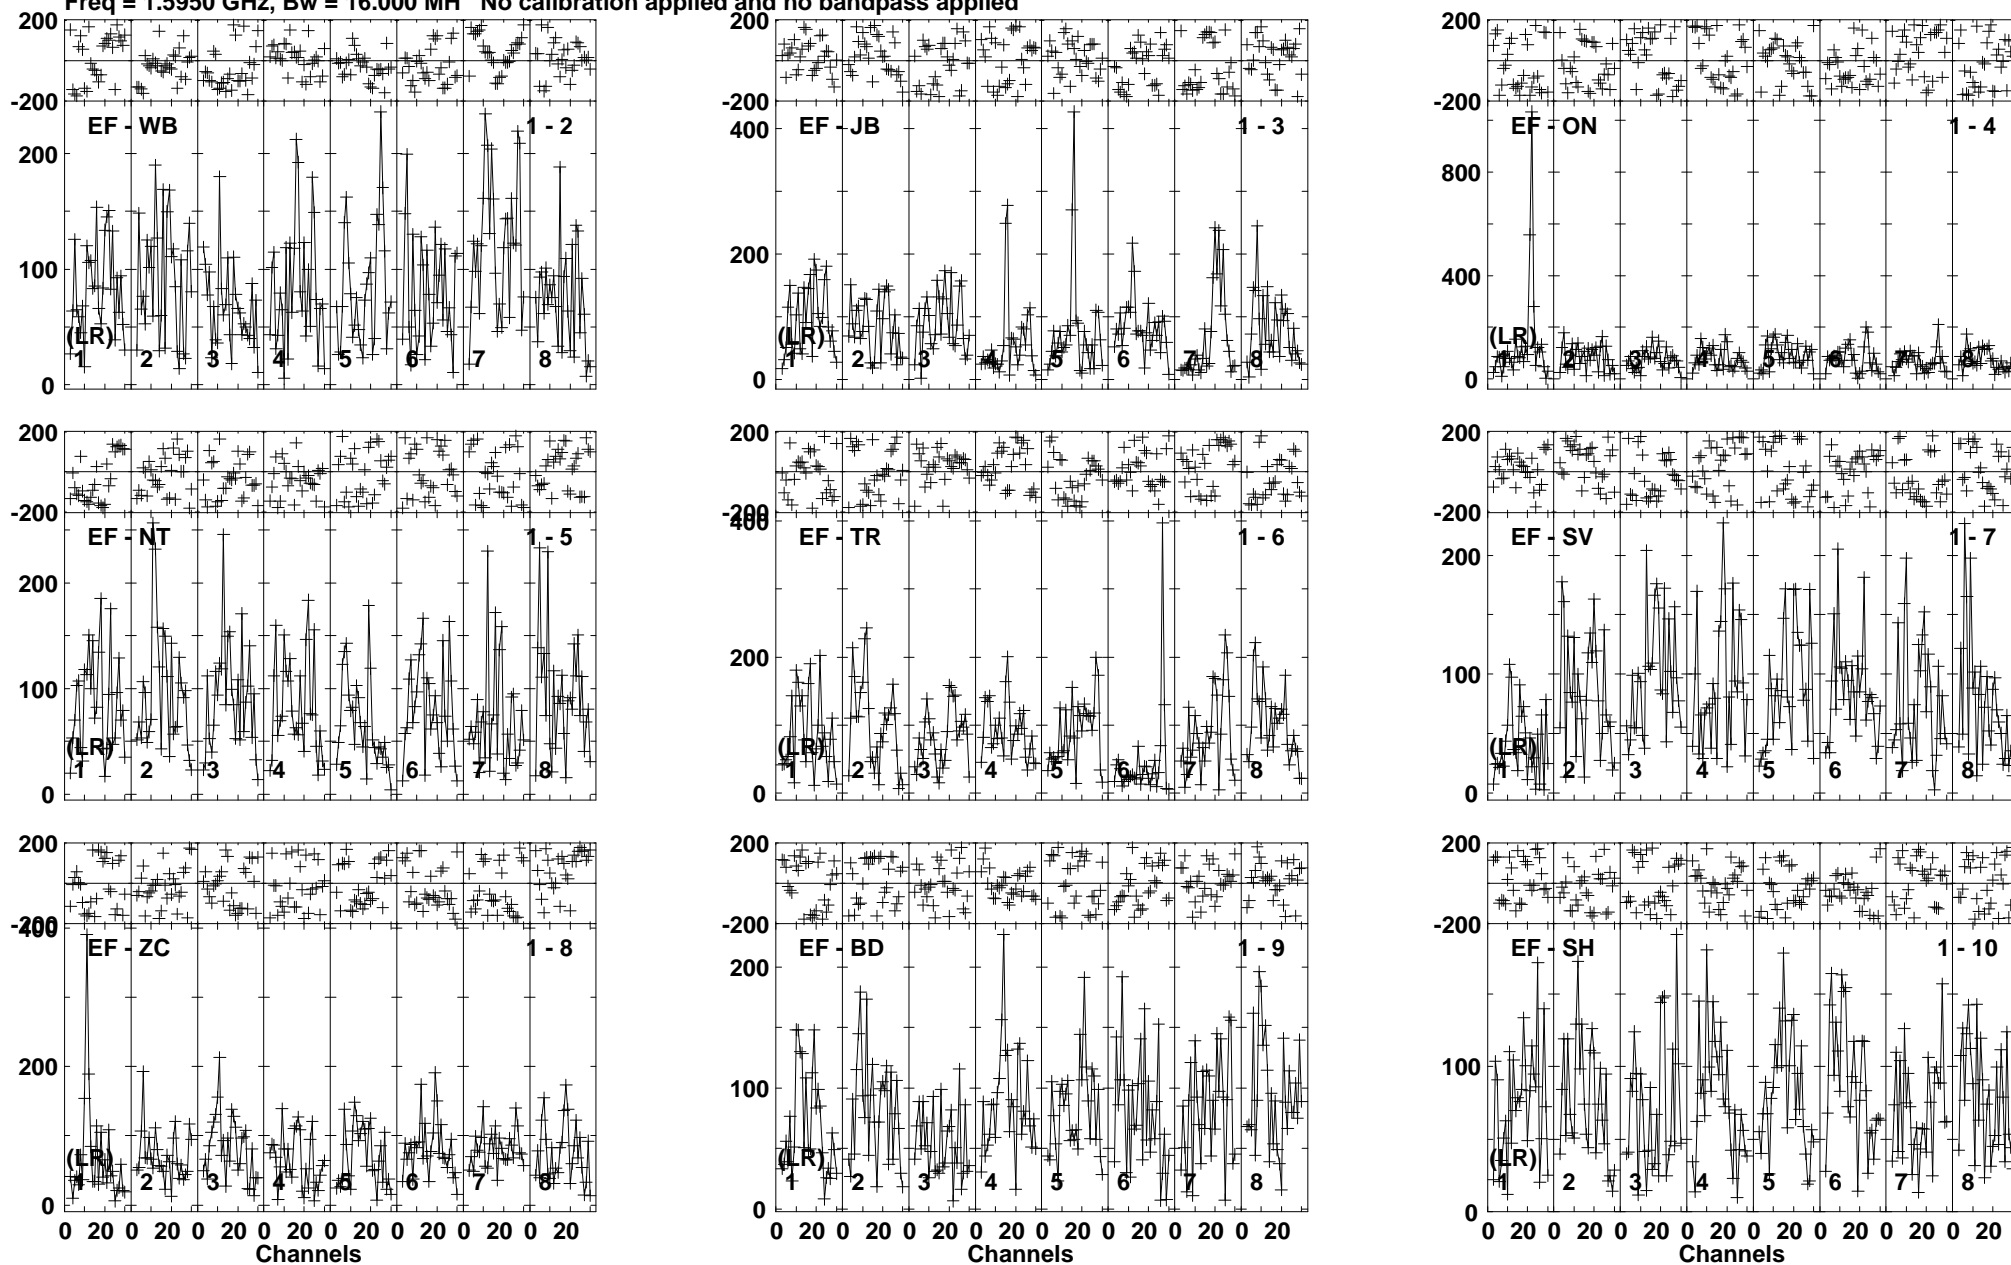 Freq = 1.5950 GHz, Bw = 16.000 MH No calibration applied and no bandpass applied
200
-200
EF - WB 1 - 2
200
100
0
(LR)
1 2 3 4 5 6 7 8
200
-200
EF - JB 1 - 3
400
200
0
(LR)
1 2 3 4 5 6 7 8
200
-200
EF - ON 1 - 4
800
400
0
(LR)
1 2 3 4 5 6 7 8
200
-200
EF - NT 1 - 5
200
100
0
(LR)
1 2 3 4 5 6 7 8
200
-200
400
EF - TR 1 - 6
200
0
(LR)
1 2 3 4 5 6 7 8
200
-200
EF - SV 1 - 7
200
100
0
(LR)
1 2 3 4 5 6 7 8
200
-200
400
EF - ZC 1 - 8
200
0
(LR)
1 2 3 4 5 6 7 8
0 20 0 20 0 20 0 20 0 20 0 20 0 20 0 20
Channels
200
-200
EF - BD 1 - 9
200
100
0
(LR)
1 2 3 4 5 6 7 8
0 20 0 20 0 20 0 20 0 20 0 20 0 20 0 20
Channels
200
-200
EF - SH 1 - 10
100
0
(LR)
1 2 3 4 5 6 7 8
0 20 0 20 0 20 0 20 0 20 0 20 0 20 0 20
Channels